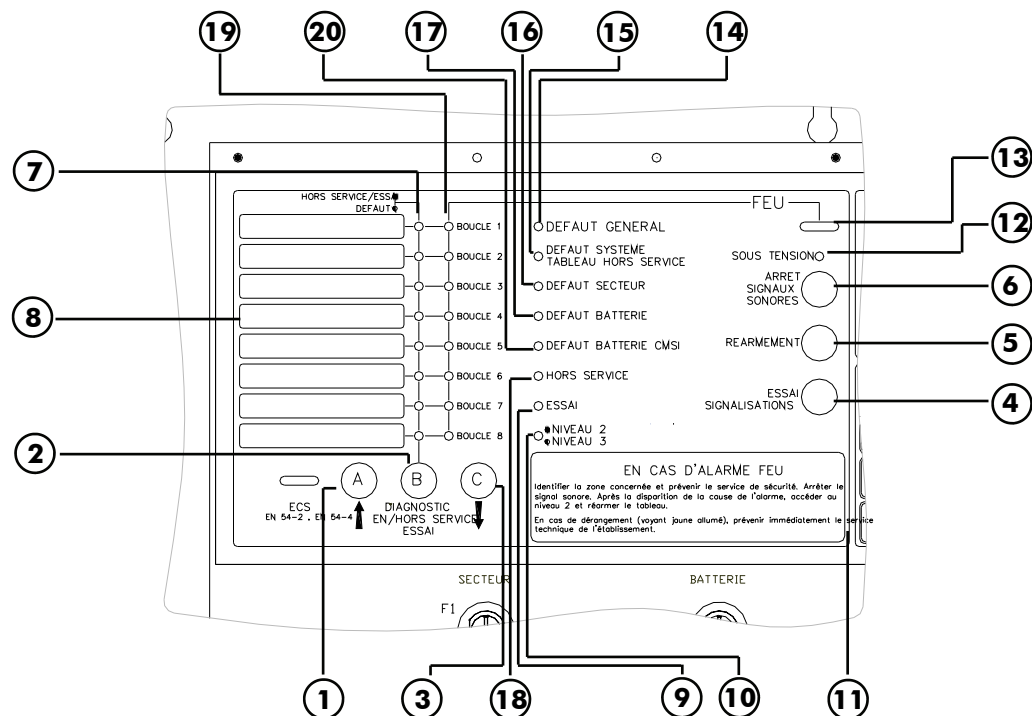 19 20 17 16 15 14
7 13
HORS SERVICE/ESSAI
DEFAUT
FEU
12
BOUCLE 1
DEFAUT GENERAL
BOUCLE 2
DEFAUT SYSTEME
TABLEAU HORS SERVICE
SOUS TENSION
BOUCLE 3
DEFAUT SECTEUR
ARRET
SIGNAUX
SONORES
6
8
BOUCLE 4
DEFAUT BATTERIE
BOUCLE 5
DEFAUT BATTERIE CMSI
REARMEMENT
5
BOUCLE 6
HORS SERVICE
BOUCLE 7
ESSAI
ESSAI
SIGNALISATIONS
4
BOUCLE 8
NIVEAU 2
NIVEAU 3
2
A B C
ECS
EN 54-2 . EN 54-4
DIAGNOSTIC
EN/HORS SERVICE
ESSAI
EN CAS D'ALARME FEU
Identifier la zone concernée et prévenir le service de sécurité. Arrêter le
signal sonore. Après la disparition de la cause de l'alarme, accéder au
niveau 2 et réarmer le tableau.
En cas de dérangement (voyant jaune allumé), prévenir immédiatement le service
technique de l'établissement.
SECTEUR
BATTERIE
F1
1 3 18 9 10 11